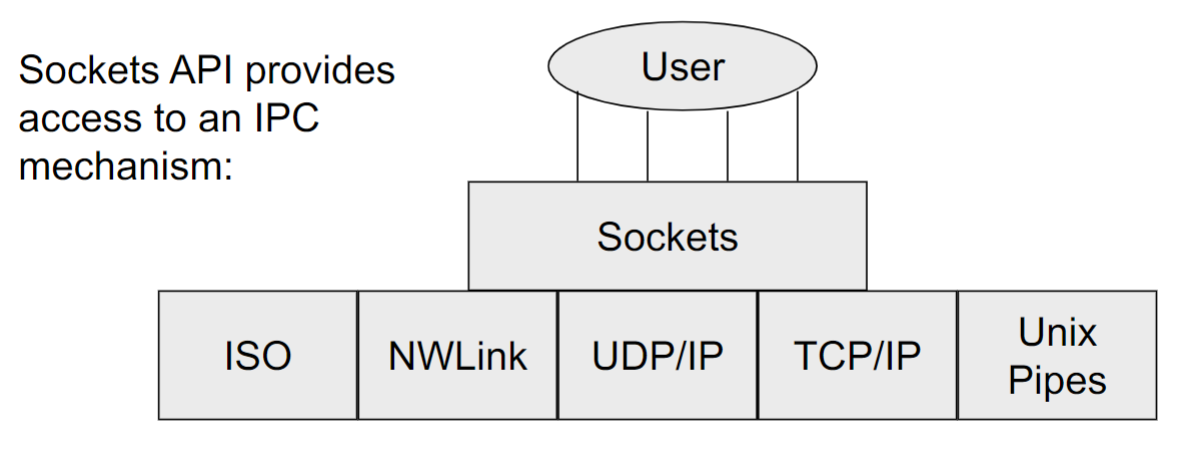 Sockets API provides
access to an IPC
mechanism:
User
Sockets
ISO
NWLink
UDP/IP
TCP/IP
Unix
Pipes